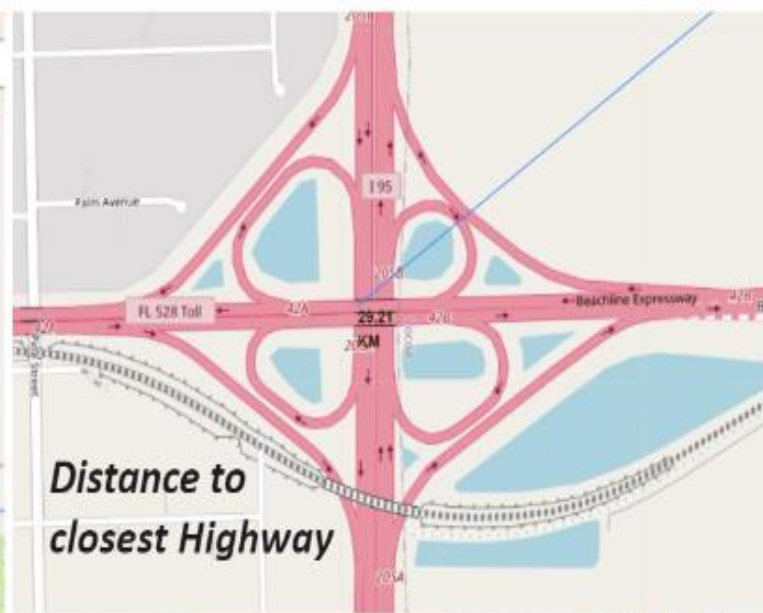 I 95
Palm Avenue
205B
Beachline Expressway
FL 528 Toll
42A
42B
42B
29.21
KM
Distance to
closest Highway
205A